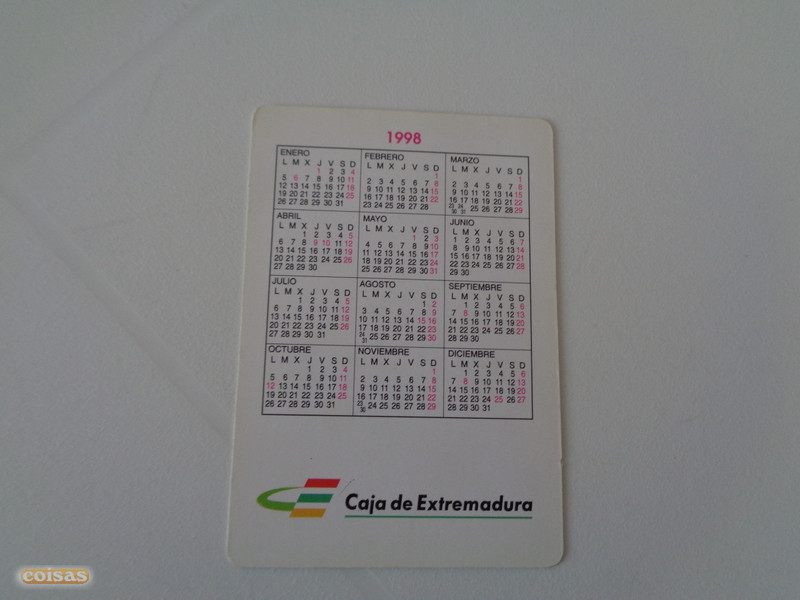 1998
ENERO
L M X J V S D
1 2 3 4
5 6 7 8 9 10 11
12 13 14 15 16 17 18
19 20 21 22 23 24 25
26 27 28 29 30 31
FEBRERO
L M X J V S D
1
2 3 4 5 6 7 8
9 10 11 12 13 14 15
16 17 18 19 20 21 22
23 24 25 26 27 28
MARZO
L M X J V S D
1
2 3 4 5 6 7 8
9 10 11 12 13 14 15
16 17 18 19 20 21 22
23 24 25 26 27 28 29
30 31
ABRIL
L M X J V S D
1 2 3 4 5
6 7 8 9 10 11 12
13 14 15 16 17 18 19
20 21 22 23 24 25 26
27 28 29 30
MAYO
L M X J V S D
1 2 3
4 5 6 7 8 9 10
11 12 13 14 15 16 17
18 19 20 21 22 23 24
25 26 27 28 29 30 31
JUNIO
L M X J V S D
1 2 3 4 5 6 7
8 9 10 11 12 13 14
15 16 17 18 19 20 21
22 23 24 25 26 27 28
29 30
JULIO
L M X J V S D
1 2 3 4 5
6 7 8 9 10 11 12
13 14 15 16 17 18 19
20 21 22 23 24 25 26
27 28 29 30 31
AGOSTO
L M X J V S D
1 2
3 4 5 6 7 8 9
10 11 12 13 14 15 16
17 18 19 20 21 22 23
24 25 26 27 28 29 30
31
SEPTIEMBRE
L M X J V S D
1 2 3 4 5 6
7 8 9 10 11 12 13
14 15 16 17 18 19 20
21 22 23 24 25 26 27
28 29 30
OCTUBRE
L M X J V S D
1 2 3 4
5 6 7 8 9 10 11
12 13 14 15 16 17 18
19 20 21 22 23 24 25
26 27 28 29 30 31
NOVIEMBRE
L M X J V S D
1
2 3 4 5 6 7 8
9 10 11 12 13 14 15
16 17 18 19 20 21 22
23 24 25 26 27 28 29
30
DICIEMBRE
L M X J V S D
1 2 3 4 5 6
7 8 9 10 11 12 13
14 15 16 17 18 19 20
21 22 23 24 25 26 27
28 29 30 31
Caja de Extremadura
coisas